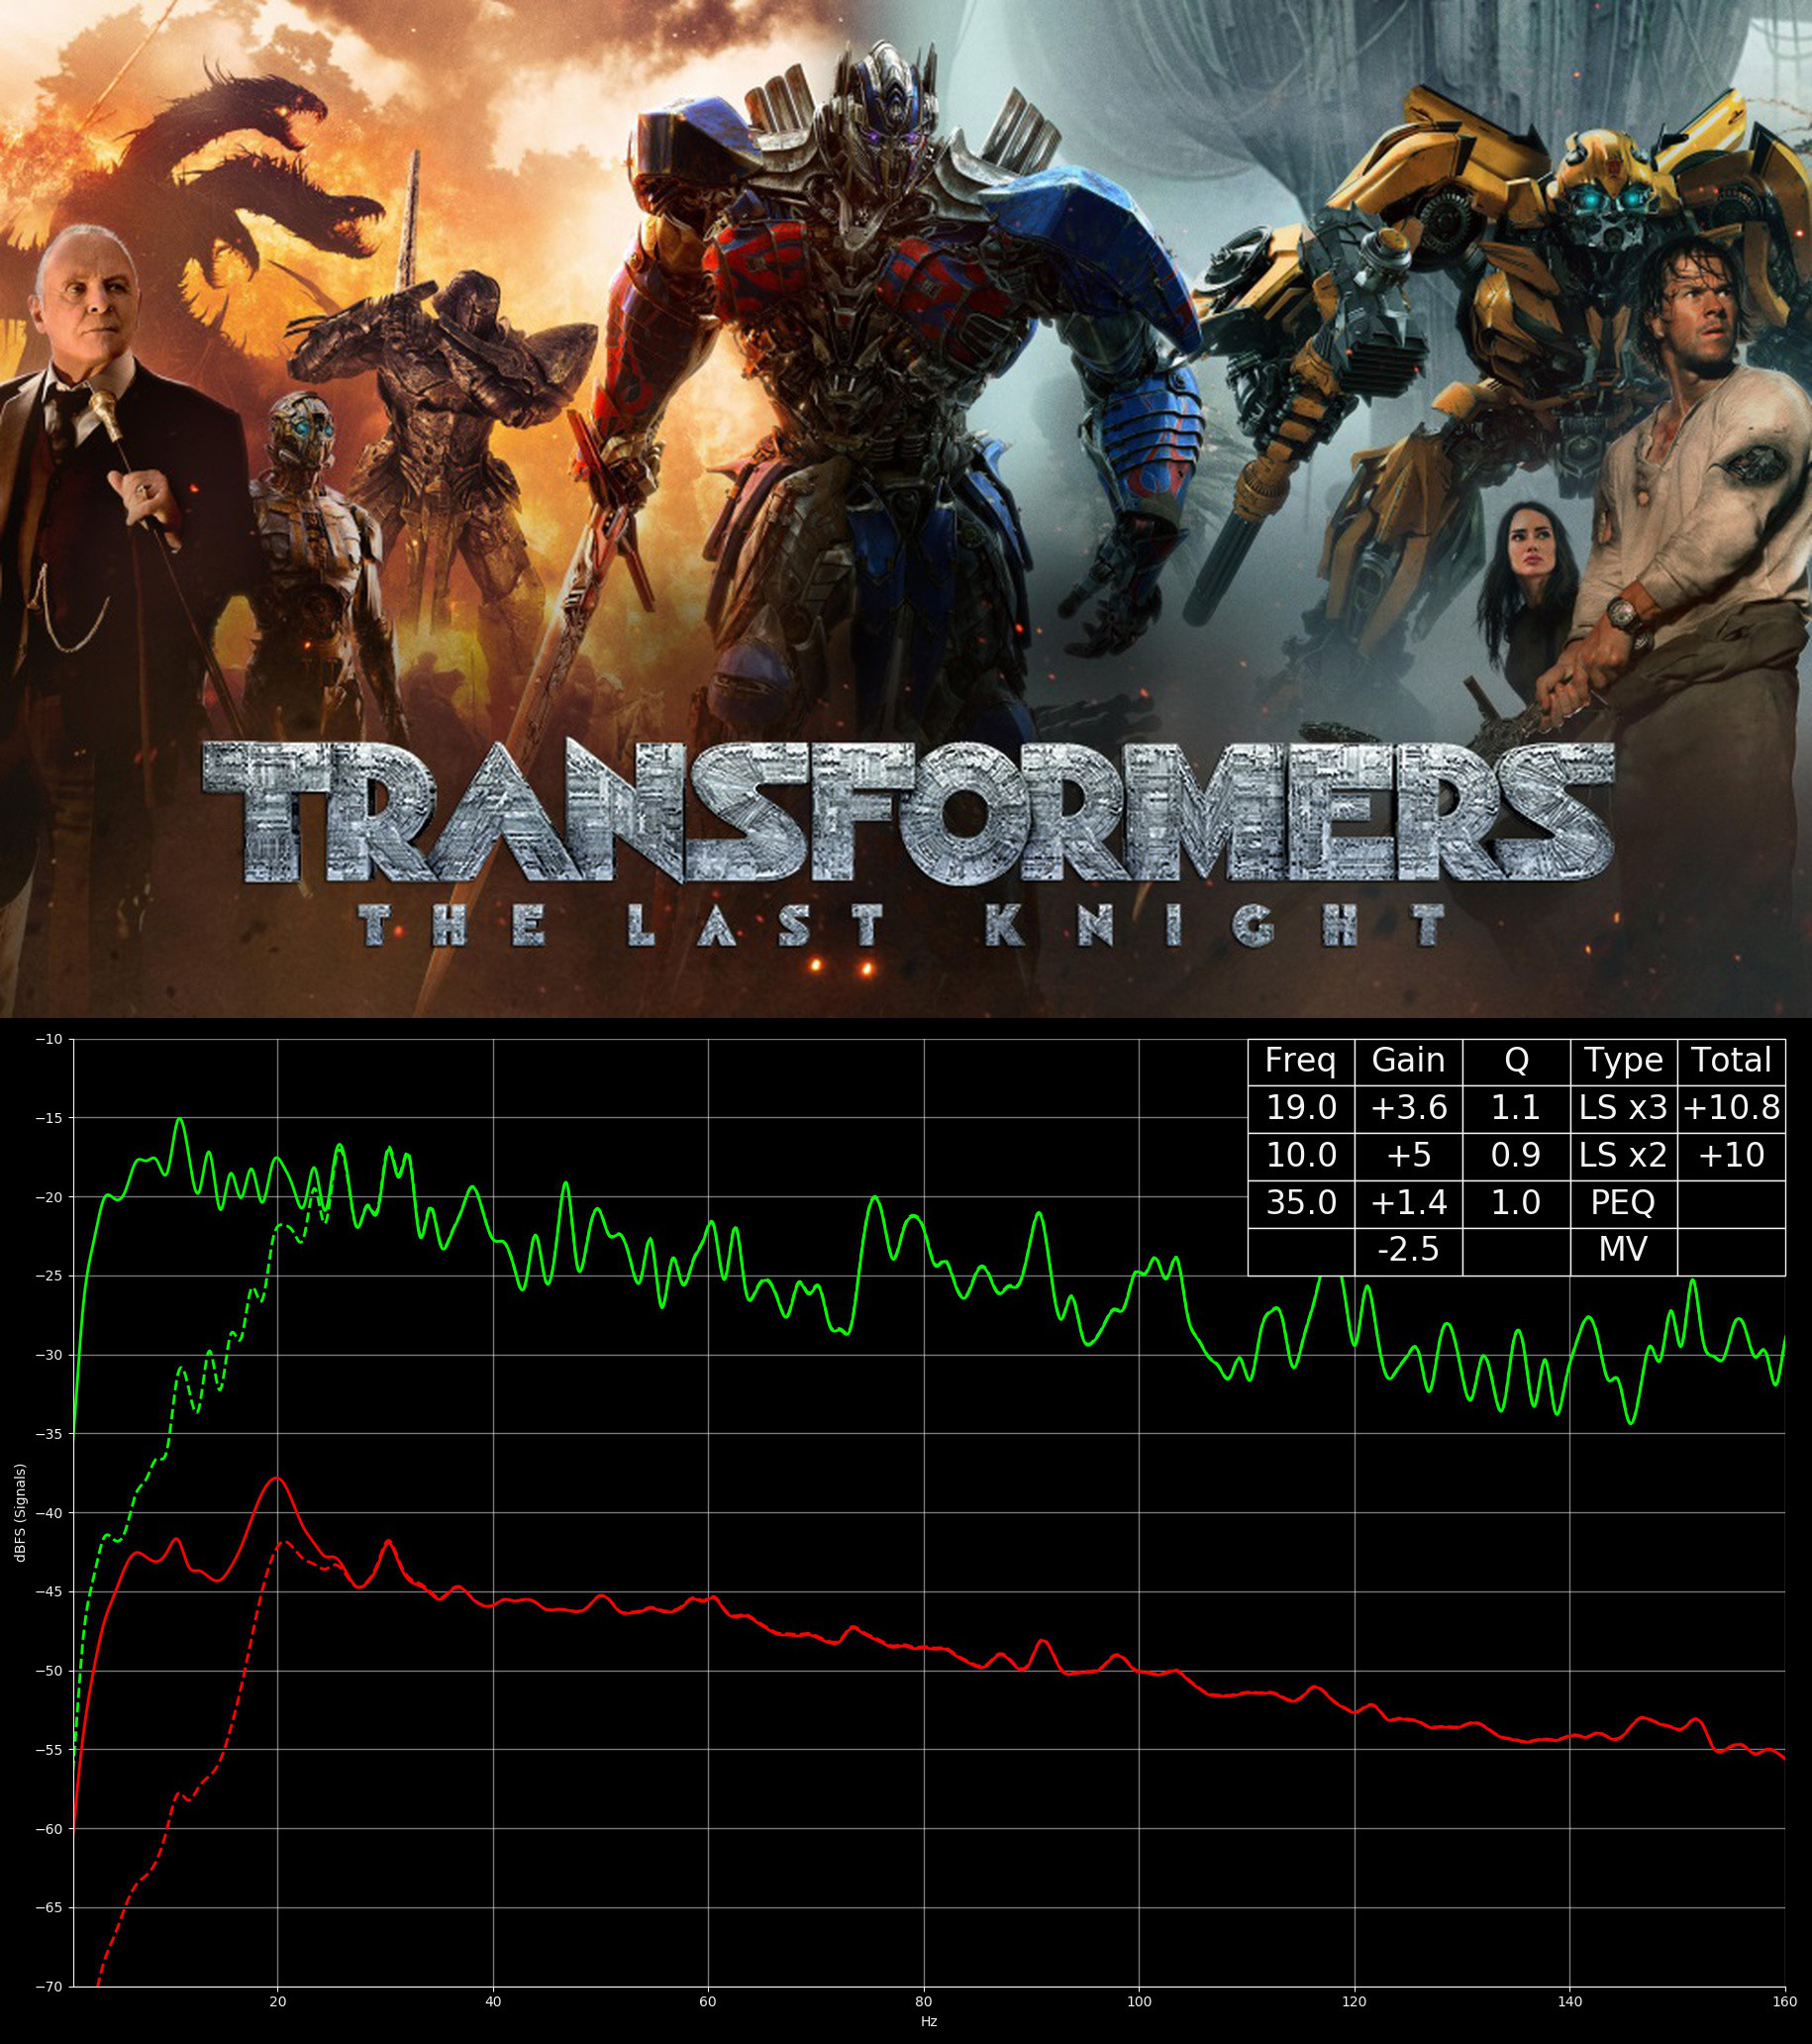 TRANSFORMERS
THE LAST KNIGHT
Freq Gain Q Type Total
19.0 +3.6 1.1 LS x3 +10.8
10.0 +5 0.9 LS x2 +10
35.0 +1.4 1.0 PEQ
-2.5 MV
−10
−15
−20
−25
−30
−35
−40
−45
−50
−55
−60
−65
−70
dBFS (Signals)
20 40 60 80 100 120 140 160
Hz